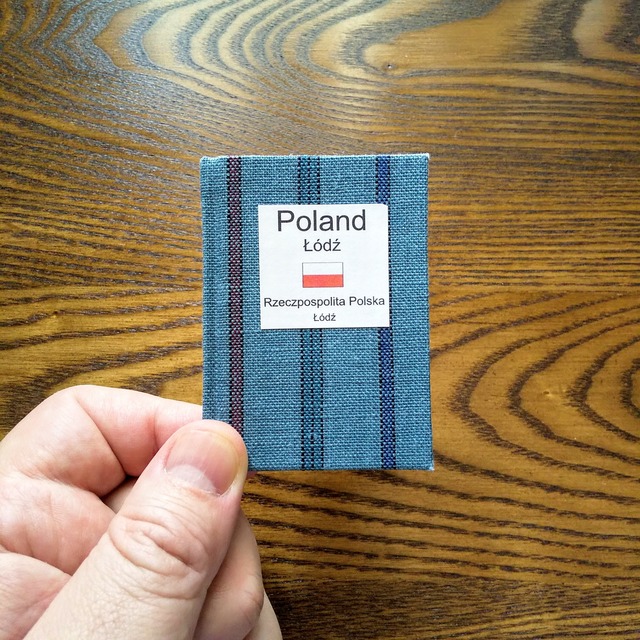 Poland
Łódź
Rzeczpospolita Polska
Łódź